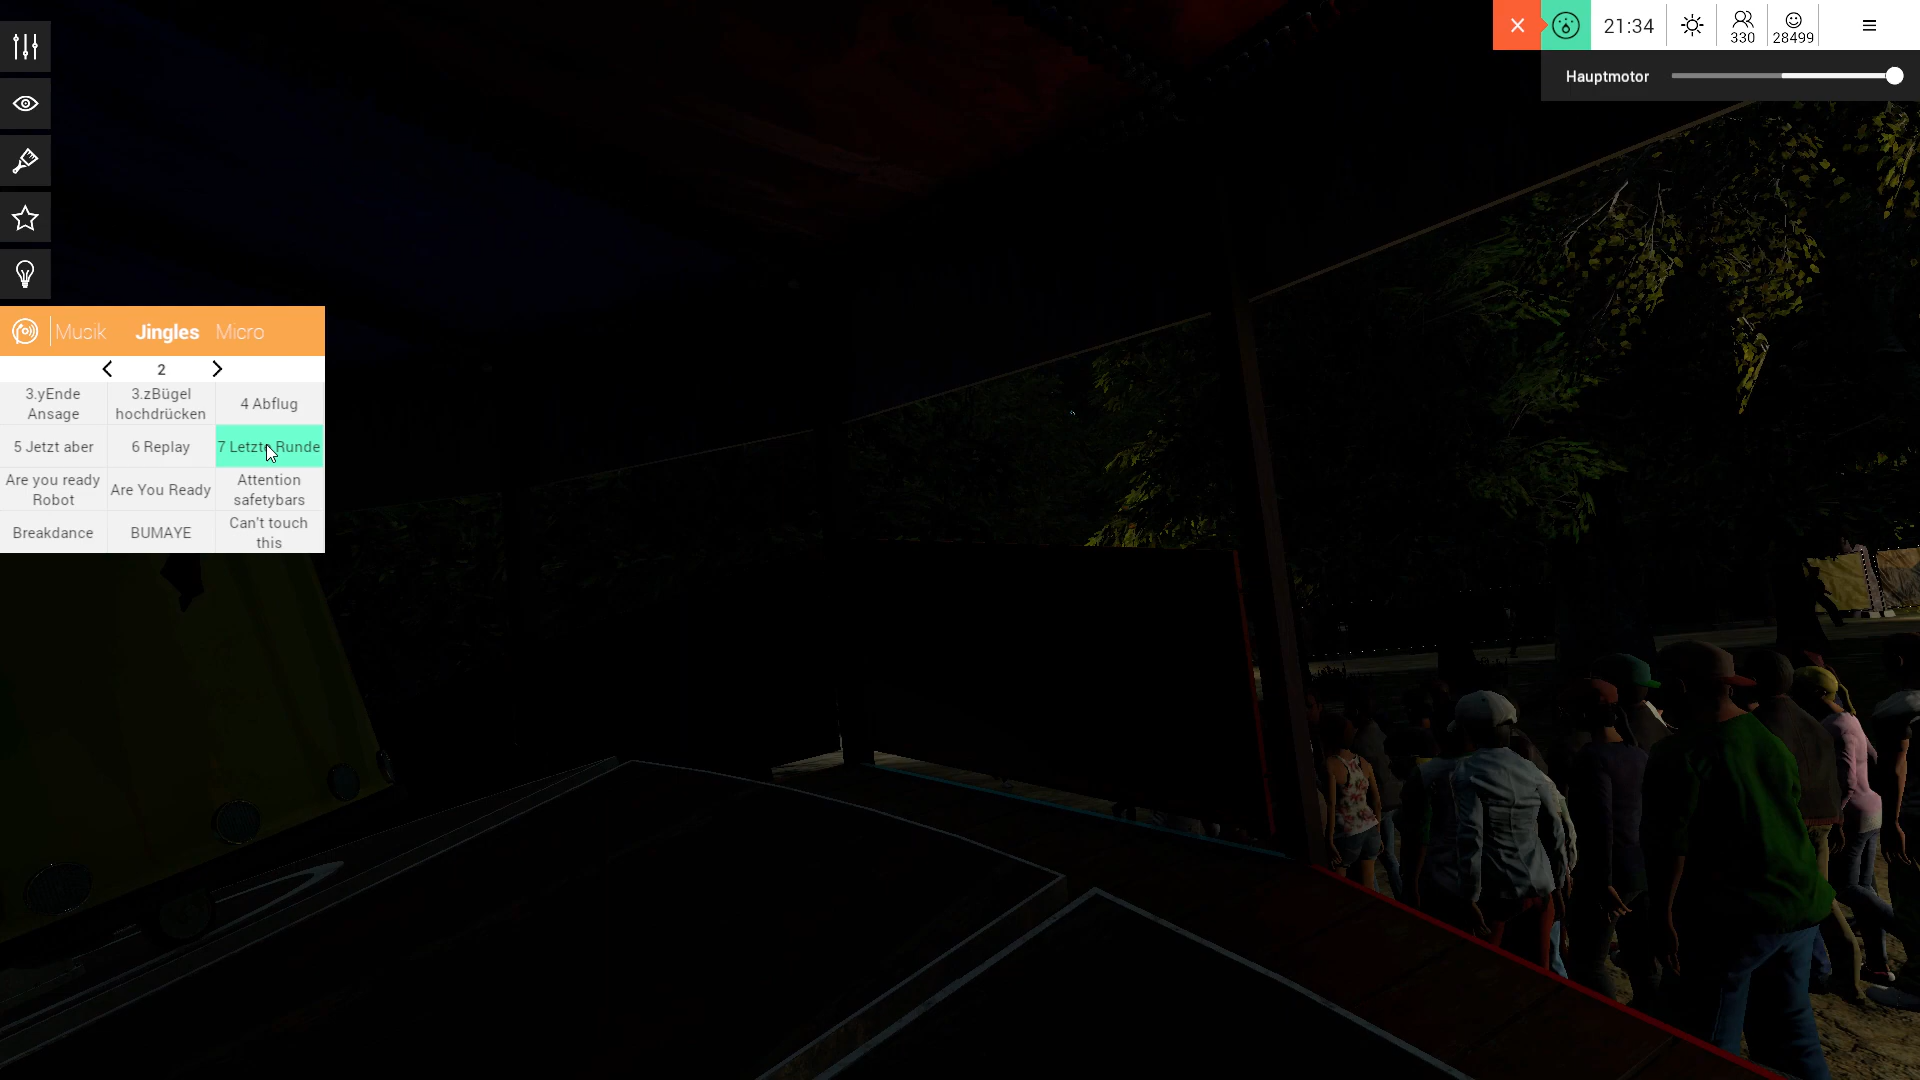 21:34
330
28499
Hauptmotor
Musik Jingles Micro
2
3.yEnde Ansage
3.zBügel hochdrücken
4 Abflug
5 Jetzt aber
6 Replay
7 Letzte Runde
Are you ready Robot
Are You Ready
Attention safetybars
Breakdance
BUMAYE
Can't touch this